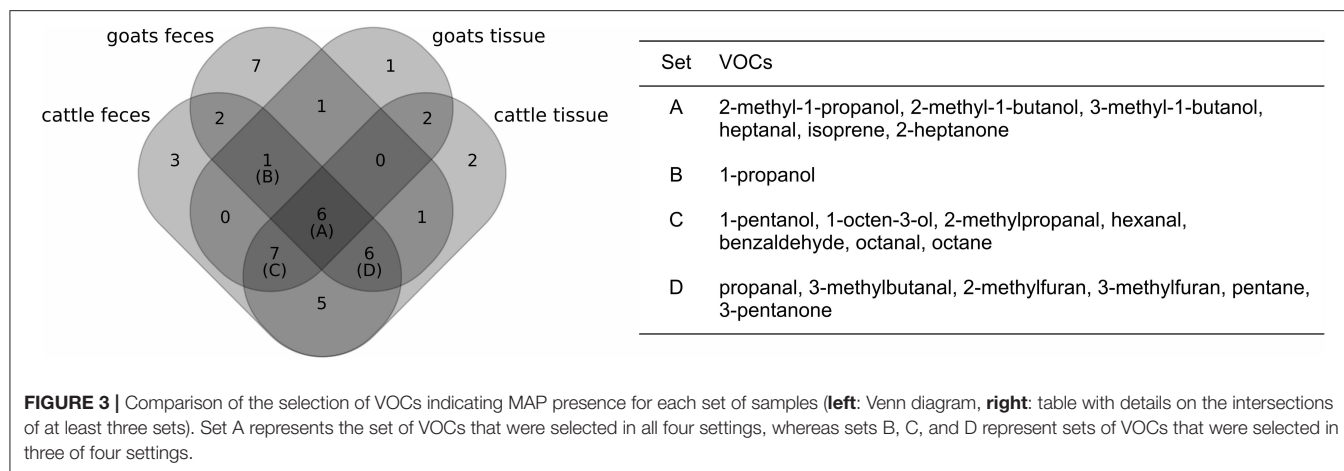 goats feces
goats tissue
cattle feces
cattle tissue
7
1
1
2
2
3
1
(B)
0
2
0
6
(A)
1
7
(C)
6
(D)
5
Set VOCs
A 2-methyl-1-propanol, 2-methyl-1-butanol, 3-methyl-1-butanol,
heptanal, isoprene, 2-heptanone
B 1-propanol
C 1-pentanol, 1-octen-3-ol, 2-methylpropanal, hexanal,
benzaldehyde, octanal, octane
D propanal, 3-methylbutanal, 2-methylfuran, 3-methylfuran, pentane,
3-pentanone
FIGURE 3 | Comparison of the selection of VOCs indicating MAP presence for each set of samples (left: Venn diagram, right: table with details on the intersections
of at least three sets). Set A represents the set of VOCs that were selected in all four settings, whereas sets B, C, and D represent sets of VOCs that were selected in
three of four settings.